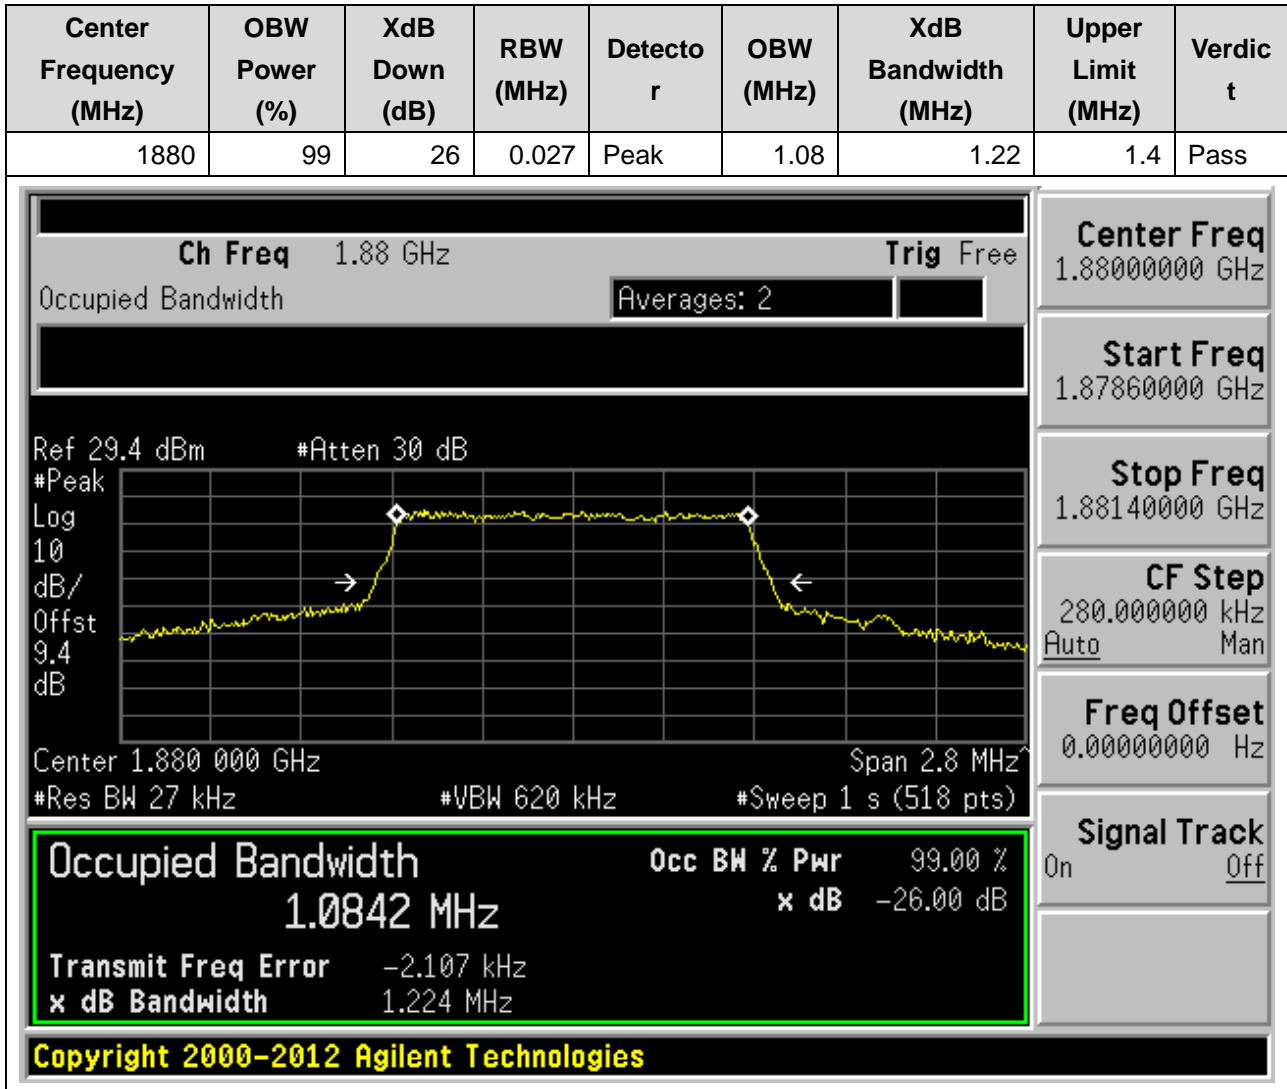 Center Frequency (MHz) OBW Power (%) XdB Down (dB) RBW (MHz) Detecto r OBW (MHz) XdB Bandwidth (MHz) Upper Limit (MHz) Verdic t
1880 99 26 0.027 Peak 1.08 1.22 1.4 Pass
Ch Freq 1.88 GHz Trig Free
Occupied Bandwidth Averages: 2
Center Freq
1.88000000 GHz
Start Freq
1.87860000 GHz
Stop Freq
1.88140000 GHz
CF Step
280.000000 kHz
Auto Man
Freq Offset
0.00000000 Hz
Signal Track
On Off
Ref 29.4 dBm #Atten 30 dB
#Peak
Log
10
dB/
Offst
9.4
dB
Center 1.880 000 GHz Span 2.8 MHz^
#Res BW 27 kHz #VBW 620 kHz #Sweep 1 s (518 pts)
Occupied Bandwidth Occ BW % Pwr 99.00 %
1.0842 MHz x dB -26.00 dB
Transmit Freq Error -2.107 kHz
x dB Bandwidth 1.224 MHz
Copyright 2000-2012 Agilent Technologies